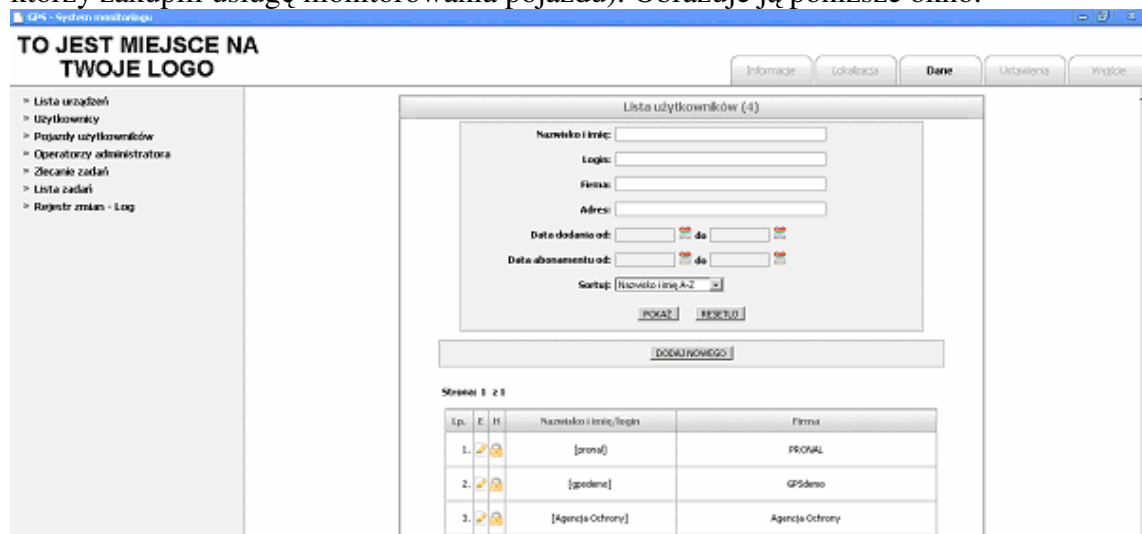 którzy zakupili usługę monitorowania pojazdu). Obrazuje ją poniższe okno:
GPS - System monitoringu
TO JEST MIEJSCE NA
TWOJE LOGO
Informacje Lokalizacja Dane Ustawienia Wyjście
» Lista urządzeń
» Użytkownicy
» Pojazdy użytkowników
» Operatorzy administratora
» Zlecanie zadań
» Lista zadań
» Rejestr zmian - Log
Lista użytkowników (4)
Nazwisko i imię:
Login:
Firma:
Adres:
Data dodania od: do
Data abonamentu od: do
Sortuj: Nazwisko i imię A-Z
POKAŻ RESETUJ
DODAJ NOWEGO
Strona: 1 z 1
Lp. E H Nazwisko i imię/login Firma
1. [pronal] PRONAL
2. [gpsdemo] GPSdemo
3. [Agencja Ochrony] Agencja Ochrony